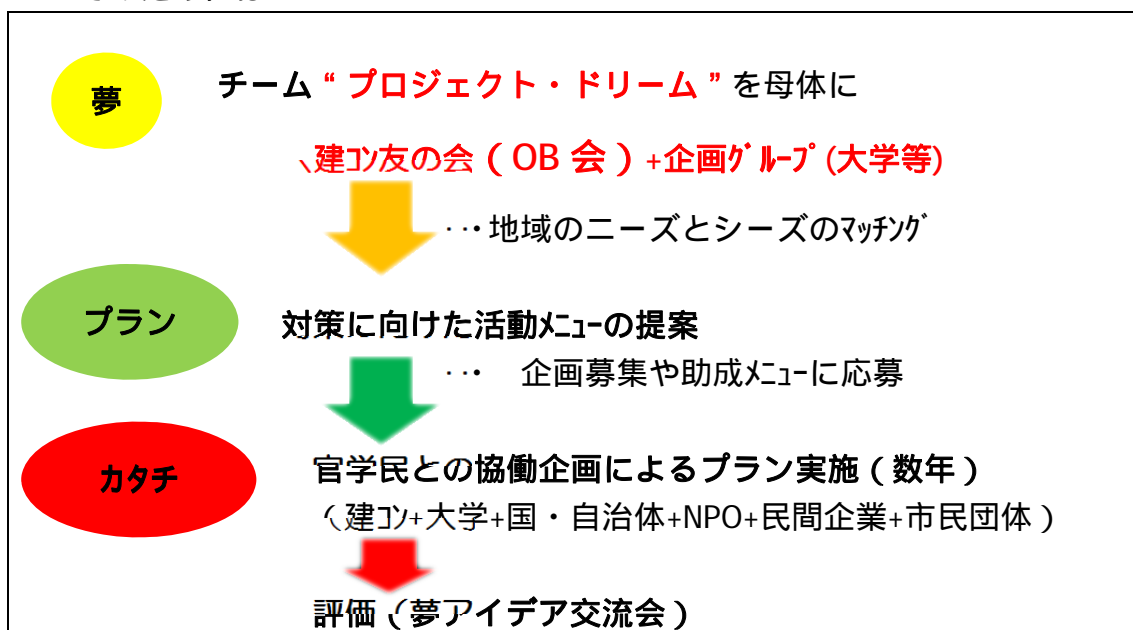 夢
チーム“プロジェクト・ドリーム”を母体に
（建ｺﾝ友の会（OB 会）+企画ｸﾞﾙｰﾌﾟ(大学等)
…地域のニーズとシーズのﾏｯﾁﾝｸﾞ
プラン
対策に向けた活動ﾒﾆｭｰの提案
… 企画募集や助成ﾒﾆｭｰに応募
カタチ
官学民との協働企画によるプラン実施（数年）
（建ｺﾝ+大学+国・自治体+NPO+民間企業+市民団体）
評価（夢アイデア交流会）